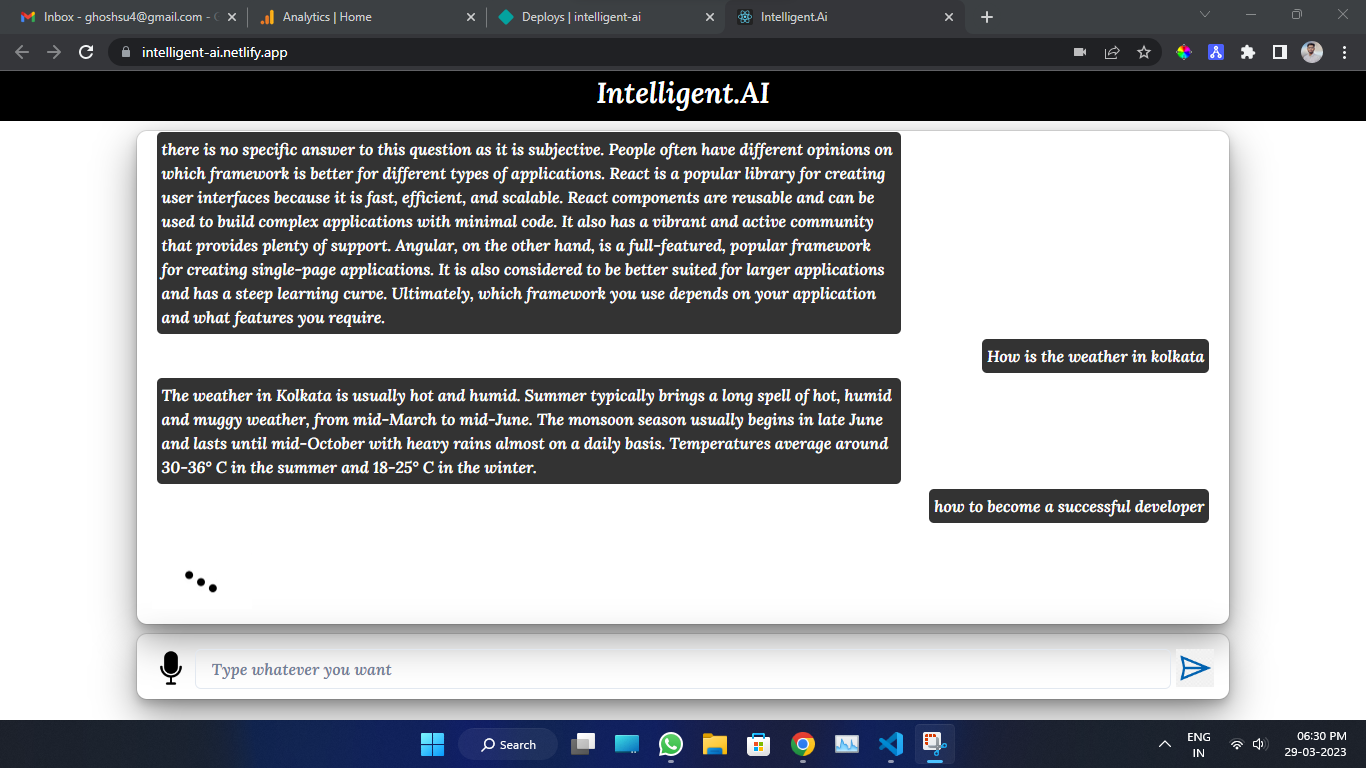 Inbox - ghoshsu4@gmail.com -
Analytics | Home
Deploys | intelligent-ai
Intelligent.Ai
intelligent-ai.netlify.app
Intelligent.AI
there is no specific answer to this question as it is subjective. People often have different opinions on
which framework is better for different types of applications. React is a popular library for creating
user interfaces because it is fast, efficient, and scalable. React components are reusable and can be
used to build complex applications with minimal code. It also has a vibrant and active community
that provides plenty of support. Angular, on the other hand, is a full-featured, popular framework
for creating single-page applications. It is also considered to be better suited for larger applications
and has a steep learning curve. Ultimately, which framework you use depends on your application
and what features you require.
How is the weather in kolkata
The weather in Kolkata is usually hot and humid. Summer typically brings a long spell of hot, humid
and muggy weather, from mid-March to mid-June. The monsoon season usually begins in late June
and lasts until mid-October with heavy rains almost on a daily basis. Temperatures average around
30-36° C in the summer and 18-25° C in the winter.
how to become a successful developer
Type whatever you want
Search
ENG
IN
06:30 PM
29-03-2023